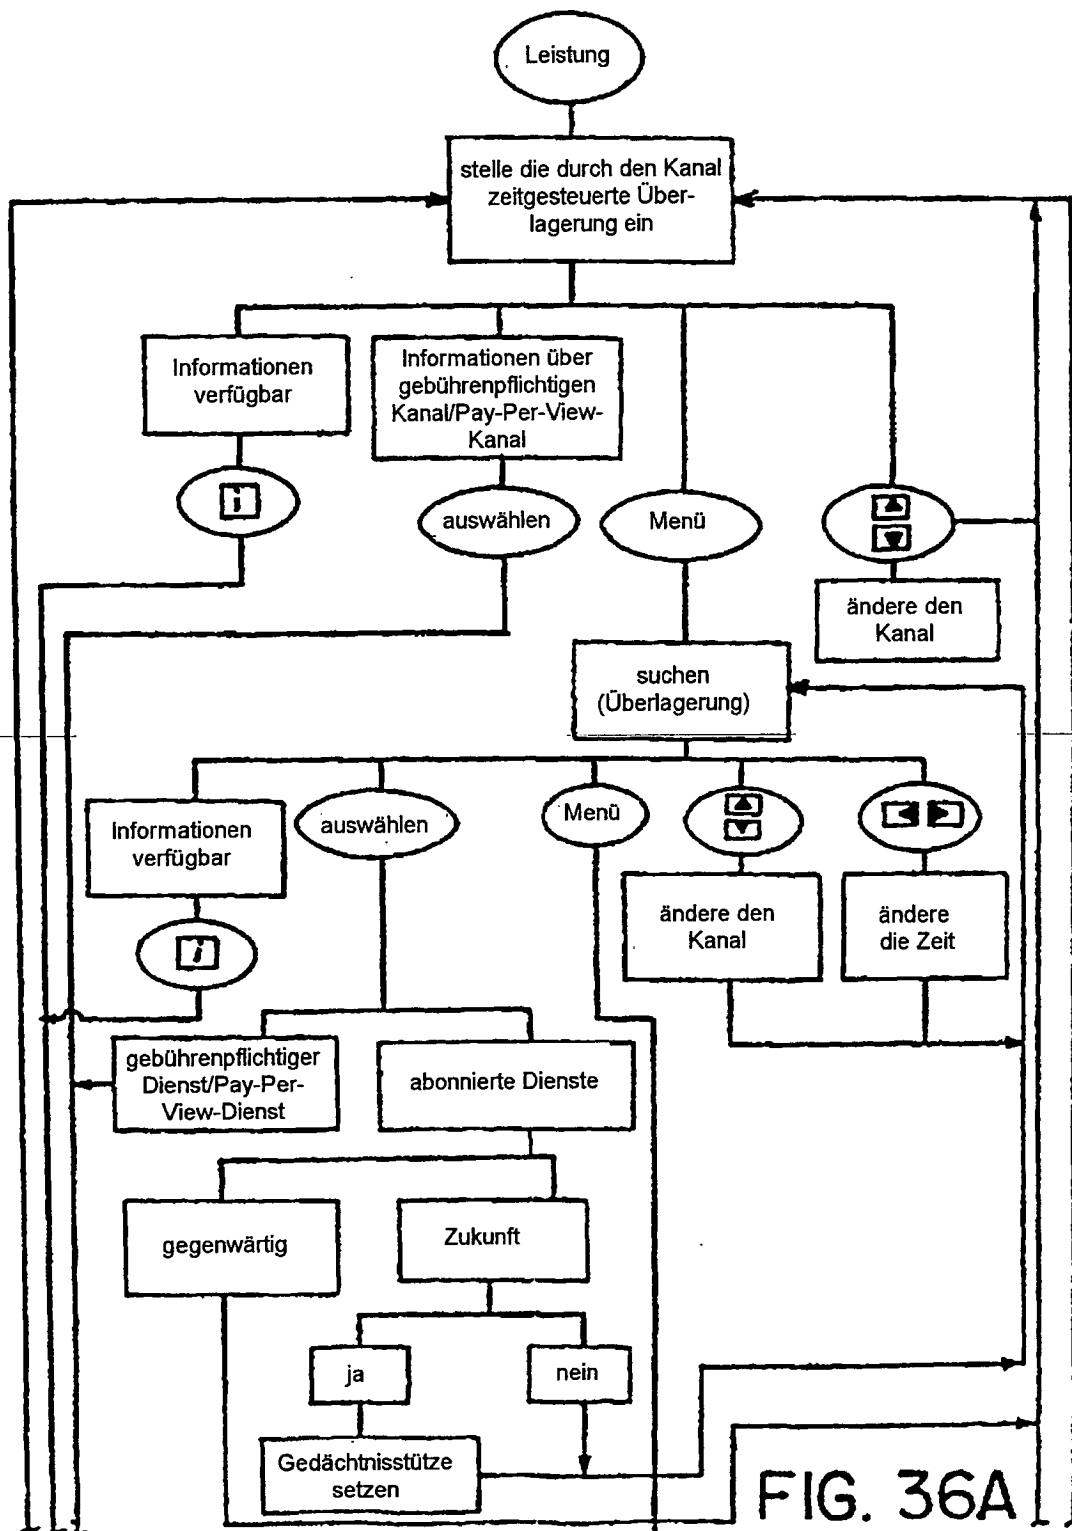 Leistung
stelle die durch den Kanal
zeitgesteuerte Über-
lagerung ein
Informationen
verfügbar
Informationen über
gebührenpflichtigen
Kanal/Pay-Per-View-
Kanal
i
auswählen
Menü
ändere den
Kanal
suchen
(Überlagerung)
Informationen
verfügbar
auswählen
Menü
i
ändere den
Kanal
ändere
die Zeit
gebührenpflichtiger
Dienst/Pay-Per-
View-Dienst
abonnierte Dienste
gegenwärtig
Zukunft
ja
nein
Gedächtnisstütze
setzen
FIG. 36A